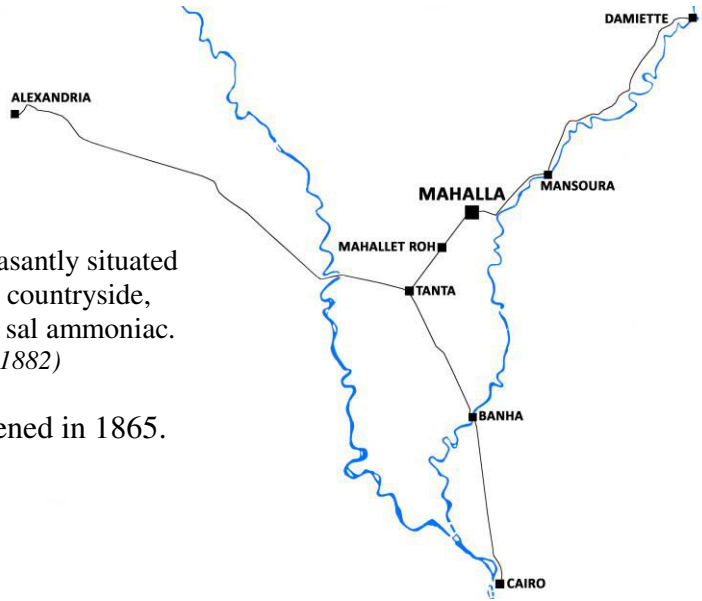 DAMIETTE
ALEXANDRIA
MANSOURA
MAHALLA
MAHALLET ROH
asantly situated
countryside,
TANTA
sal ammoniac.
1882)
BANHA
ened in 1865.
CAIRO